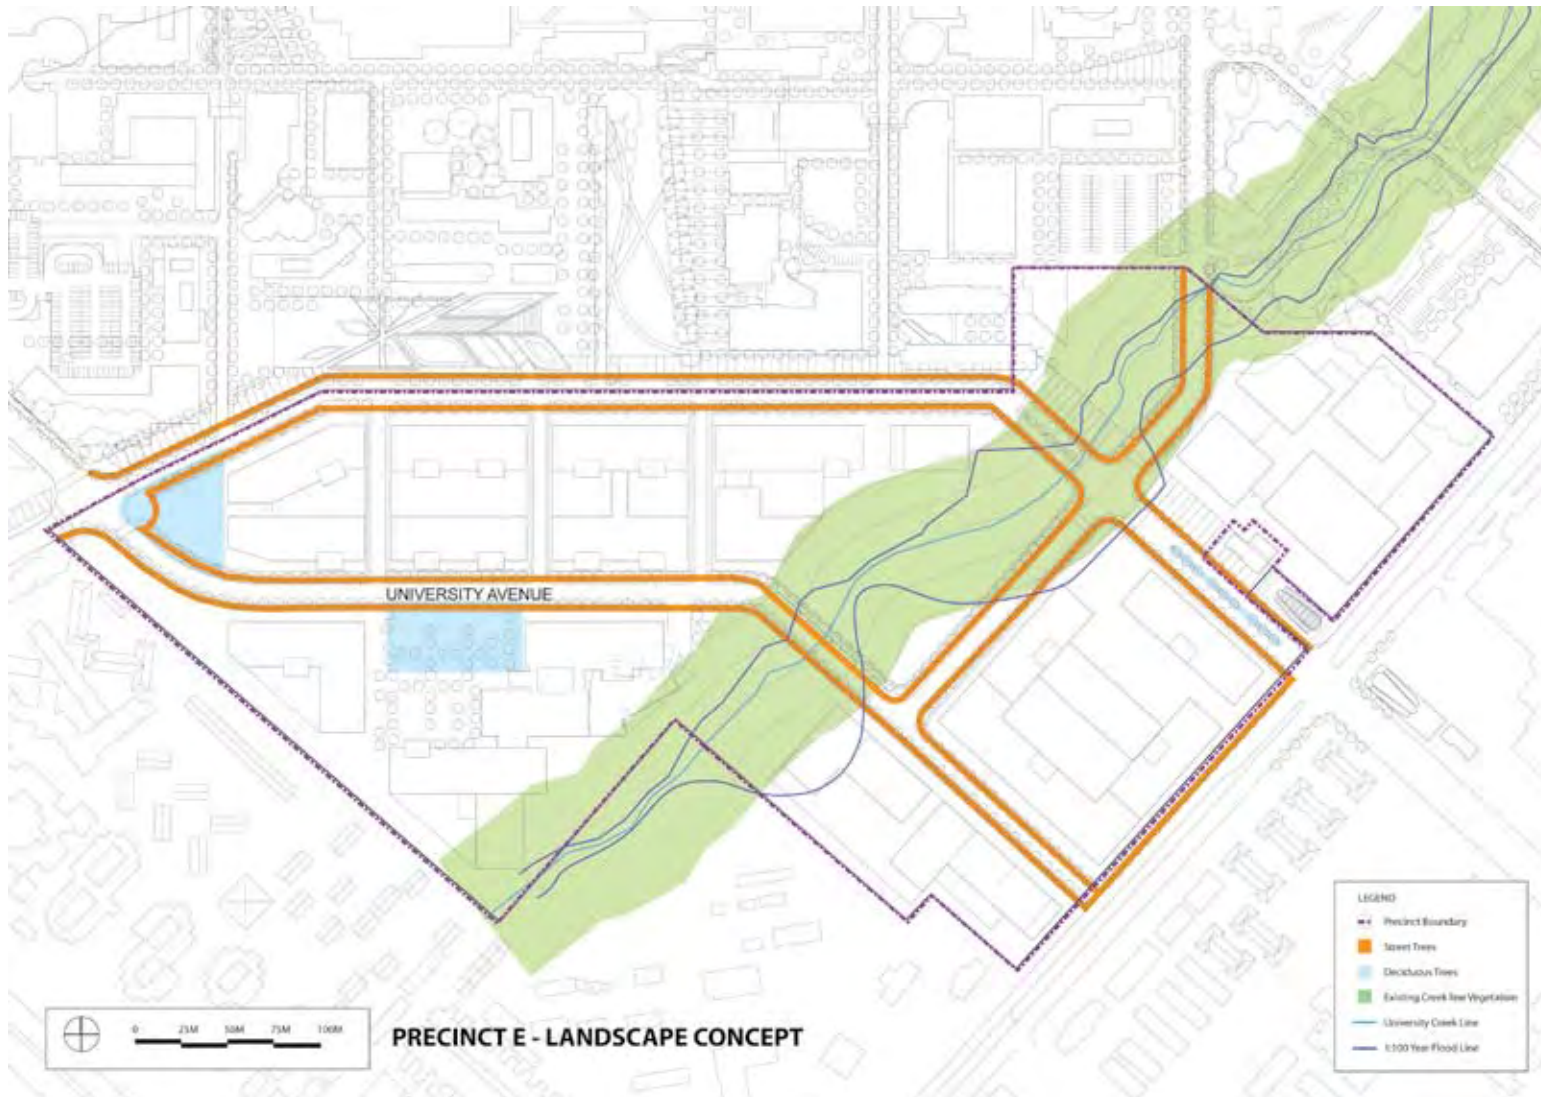 UNIVERSITY AVENUE
LEGEND
Precinct Boundary
Street Trees
Deciduous Trees
Existing Creek line Vegetation
University Creek Line
1:100 Year Flood Line
0 25M 50M 75M 100M
PRECINCT E - LANDSCAPE CONCEPT